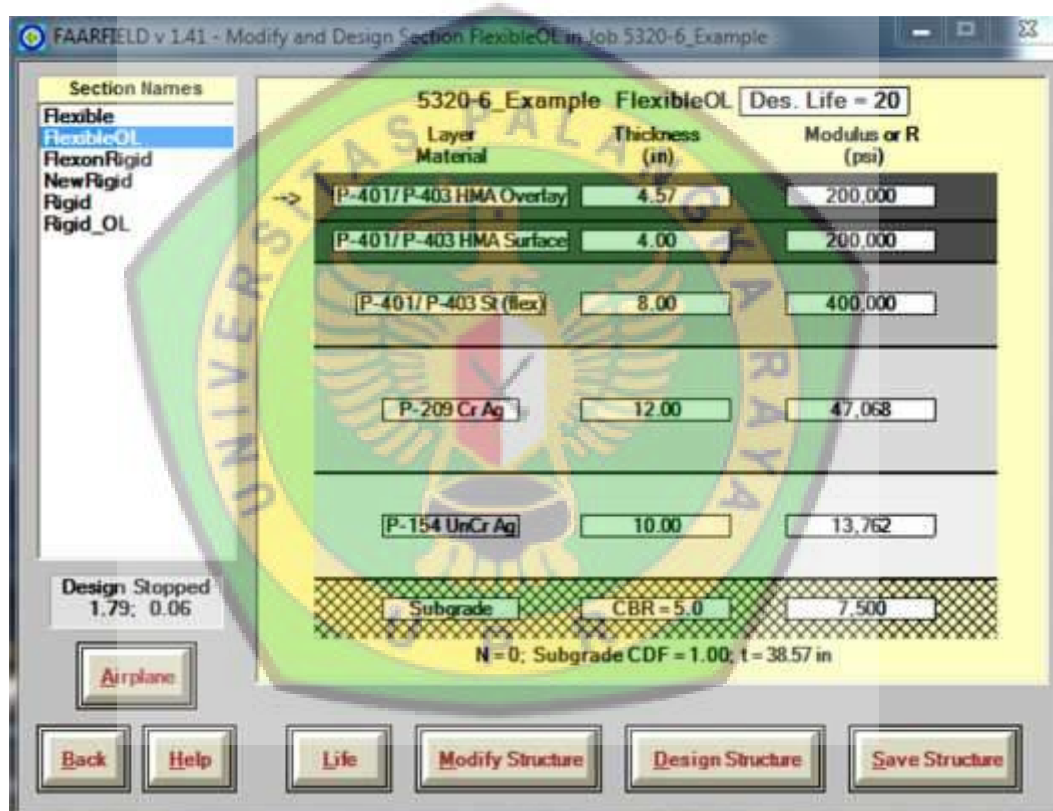 FAARFIELD v 1.41 - Modify and Design Section FlexibleOL in Job 5320-6_Example
Section Names
Flexible
FlexibleOL
FlexonRigid
NewRigid
Rigid
Rigid_OL
5320-6_Example FlexibleOL Des. Life = 20
Layer Material Thickness (in) Modulus or R (psi)
--> P-401/ P-403 HMA Overlay 4.57 200,000
P-401/ P-403 HMA Surface 4.00 200,000
P-401/ P-403 St (flex) 8.00 400,000
P-209 Cr Ag 12.00 47,068
P-154 UnCr Ag 10.00 13,762
Subgrade CBR = 5.0 7,500
N = 0; Subgrade CDF = 1.00; t = 38.57 in
Design Stopped
1.79; 0.06
Airplane
Back Help Life Modify Structure Design Structure Save Structure
UNIVERSITAS PALANGKA RAYA
UPR